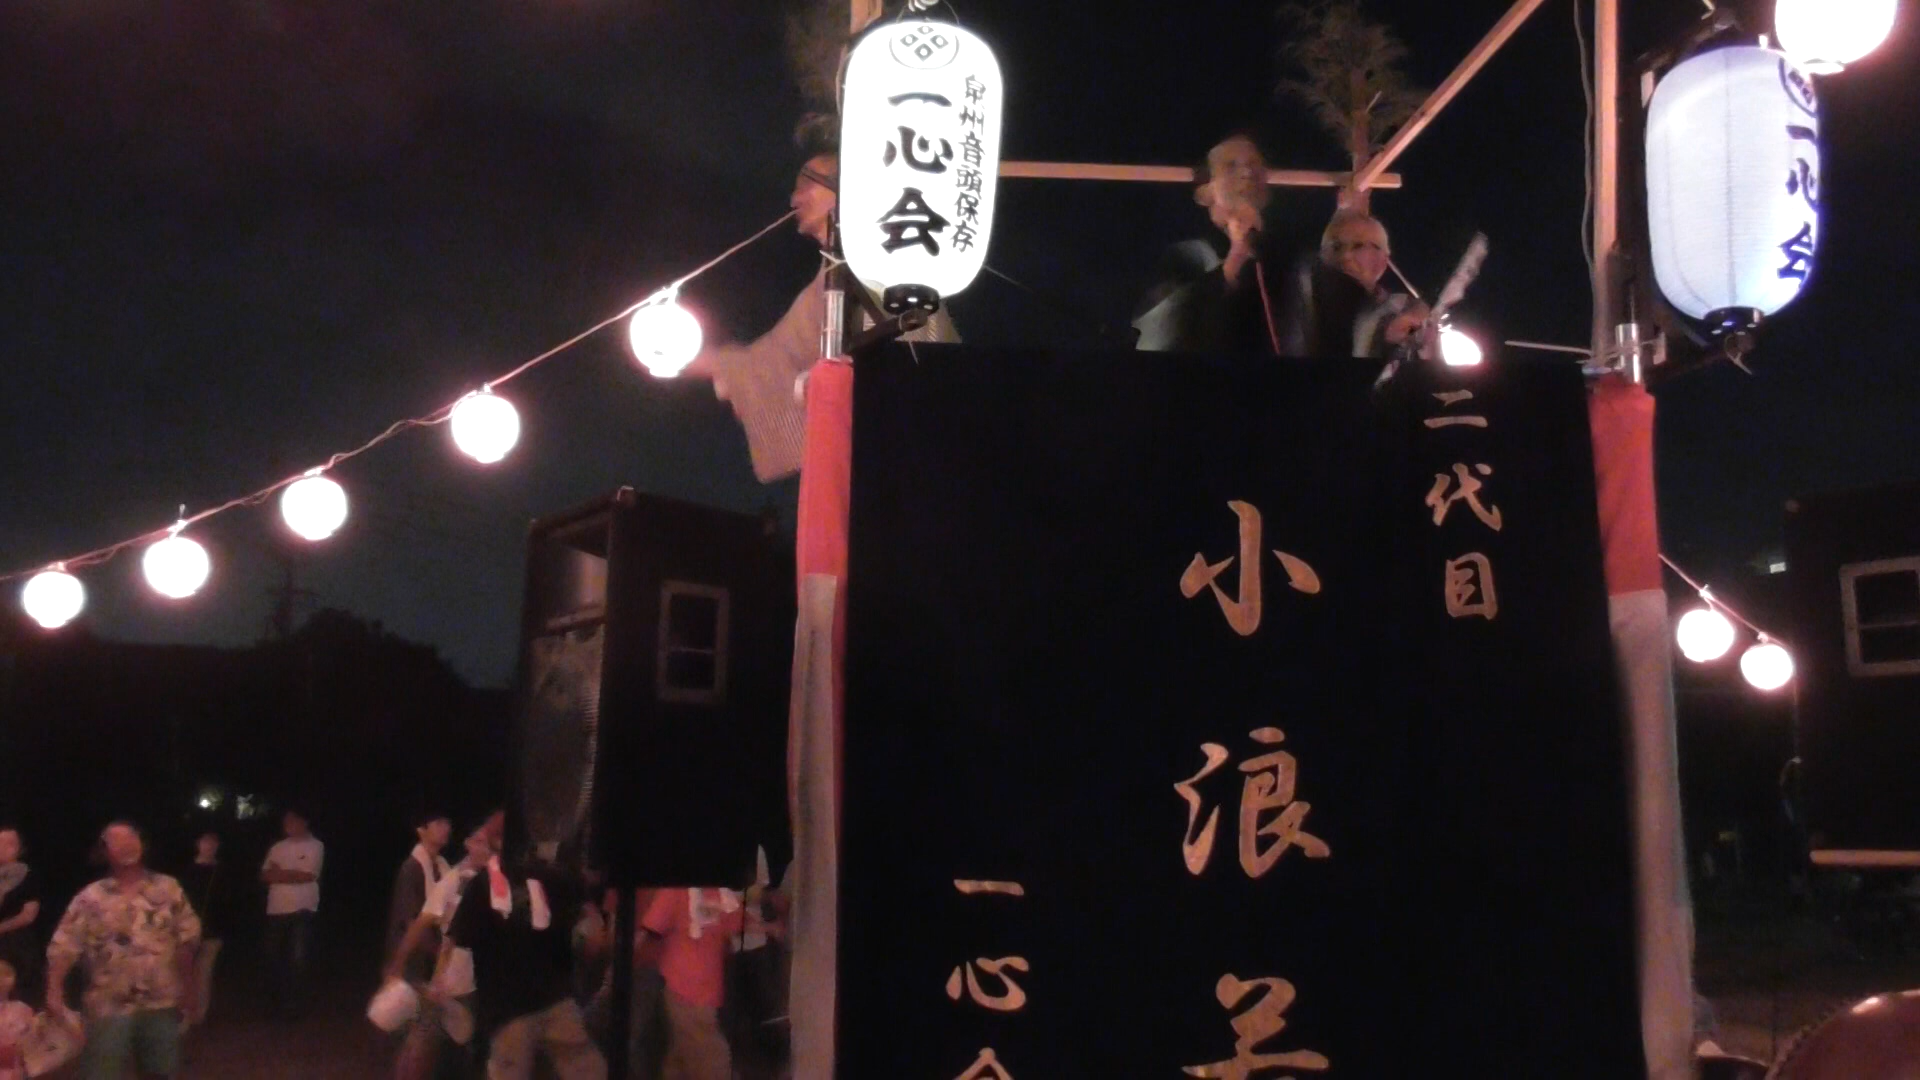 泉州音頭保存
一心会
一心会
二代目
小浪
一心会